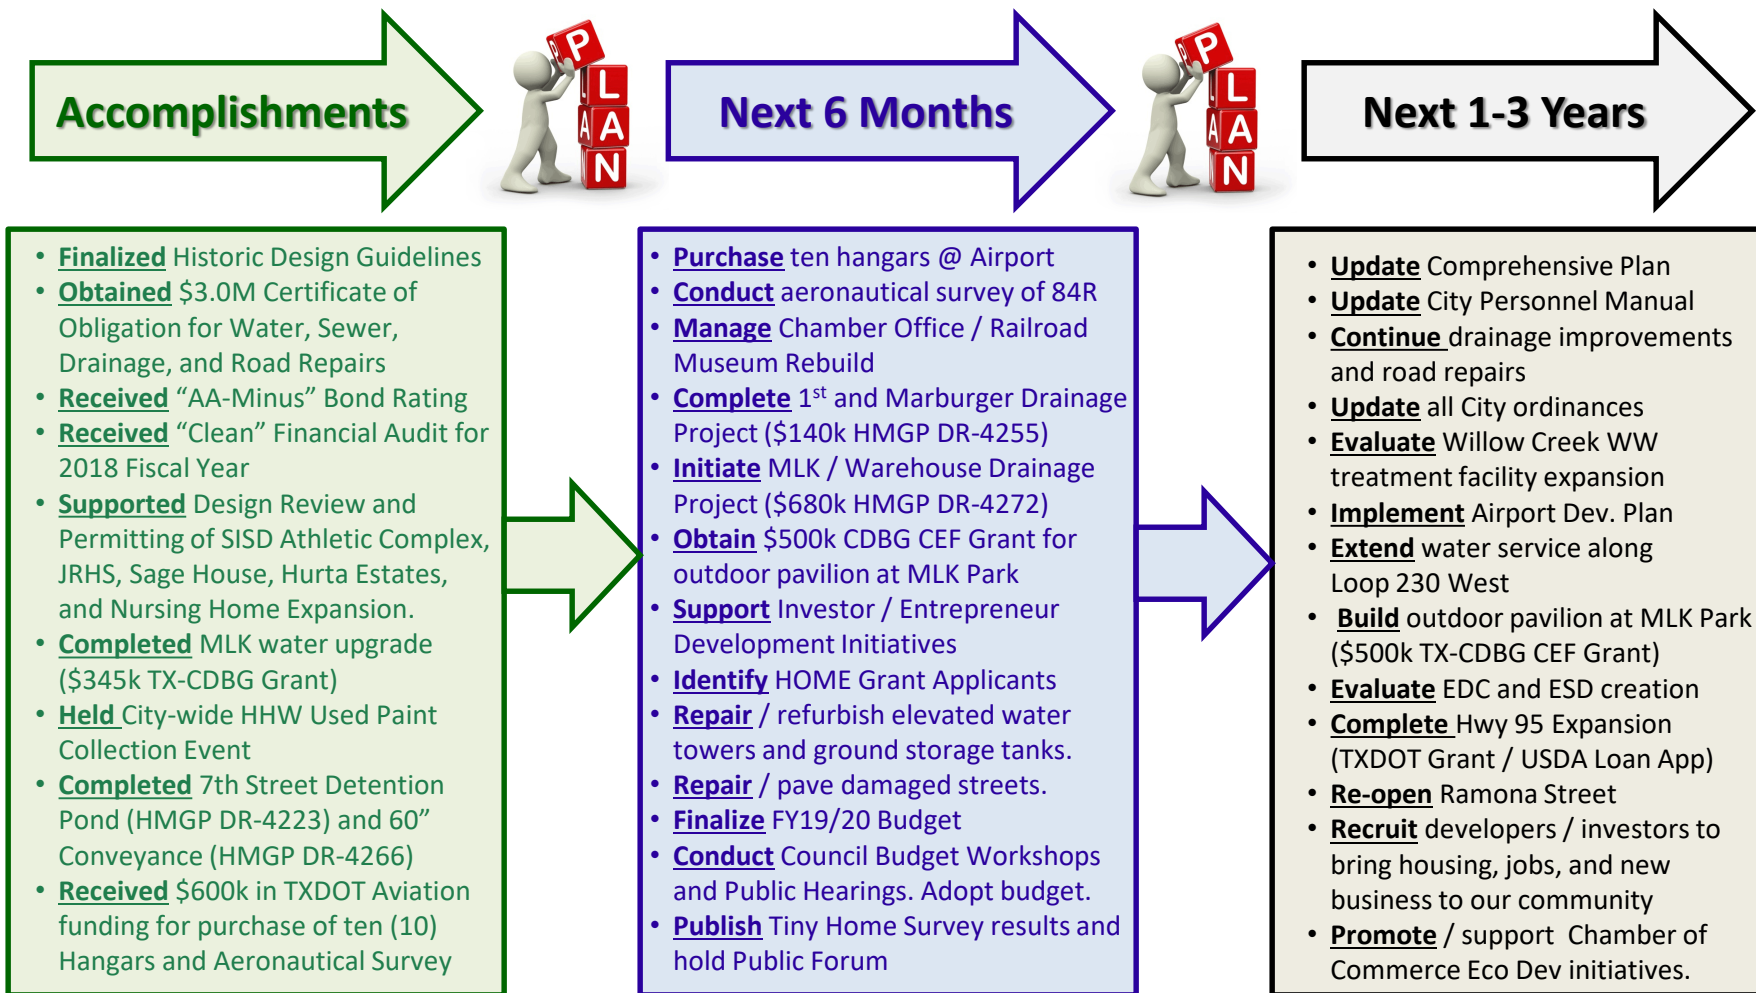 Accomplishments
P
L
A
A
N
Next 6 Months
P
L
A
A
N
Next 1-3 Years
• Finalized Historic Design Guidelines
• Obtained $3.0M Certificate of
Obligation for Water, Sewer,
Drainage, and Road Repairs
• Received “AA-Minus” Bond Rating
• Received “Clean” Financial Audit for
2018 Fiscal Year
• Supported Design Review and
Permitting of SISD Athletic Complex,
JRHS, Sage House, Hurta Estates,
and Nursing Home Expansion.
• Completed MLK water upgrade
($345k TX-CDBG Grant)
• Held City-wide HHW Used Paint
Collection Event
• Completed 7th Street Detention
Pond (HMGP DR-4223) and 60”
Conveyance (HMGP DR-4266)
• Received $600k in TXDOT Aviation
funding for purchase of ten (10)
Hangars and Aeronautical Survey
• Purchase ten hangars @ Airport
• Conduct aeronautical survey of 84R
• Manage Chamber Office / Railroad
Museum Rebuild
• Complete 1st and Marburger Drainage
Project ($140k HMGP DR-4255)
• Initiate MLK / Warehouse Drainage
Project ($680k HMGP DR-4272)
• Obtain $500k CDBG CEF Grant for
outdoor pavilion at MLK Park
• Support Investor / Entrepreneur
Development Initiatives
• Identify HOME Grant Applicants
• Repair / refurbish elevated water
towers and ground storage tanks.
• Repair / pave damaged streets.
• Finalize FY19/20 Budget
• Conduct Council Budget Workshops
and Public Hearings. Adopt budget.
• Publish Tiny Home Survey results and
hold Public Forum
• Update Comprehensive Plan
• Update City Personnel Manual
• Continue drainage improvements
and road repairs
• Update all City ordinances
• Evaluate Willow Creek WW
treatment facility expansion
• Implement Airport Dev. Plan
• Extend water service along
Loop 230 West
• Build outdoor pavilion at MLK Park
($500k TX-CDBG CEF Grant)
• Evaluate EDC and ESD creation
• Complete Hwy 95 Expansion
(TXDOT Grant / USDA Loan App)
• Re-open Ramona Street
• Recruit developers / investors to
bring housing, jobs, and new
business to our community
• Promote / support Chamber of
Commerce Eco Dev initiatives.